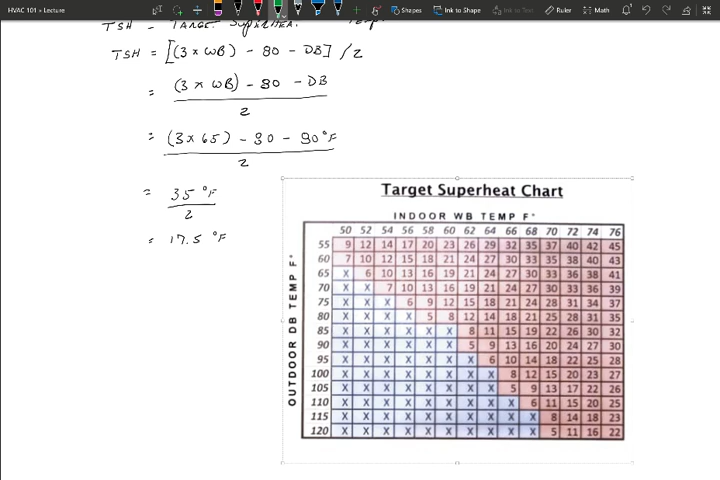 HVAC 101 » Lecture
Shapes Ink to Shape Ink to Text Ruler Math
TSH - TARGET SUPERHEA. TEMP
TSH = [(3 x WB) - 80 - DB] / 2
= (3 x WB) - 80 - DB
2
= (3 x 65) - 80 - 80°F
2
= 35 °F
2
= 17.5 °F
Target Superheat Chart
INDOOR WB TEMP F°
50 52 54 56 58 60 62 64 66 68 70 72 74 76
OUTDOOR DB TEMP F°
55 9 12 14 17 20 23 26 29 32 35 37 40 42 45
60 7 10 12 15 18 21 24 27 30 33 35 38 40 43
65 X 6 10 13 16 19 21 24 27 30 33 36 38 41
70 X X 7 10 13 16 19 21 24 27 30 33 36 39
75 X X X 6 9 12 15 18 21 24 28 31 34 37
80 X X X X 5 8 12 14 18 21 25 28 31 35
85 X X X X X X 8 11 15 19 22 26 30 32
90 X X X X X X 5 9 13 16 20 24 27 30
95 X X X X X X X 6 10 14 18 22 25 28
100 X X X X X X X X 8 12 15 20 23 27
105 X X X X X X X X 5 9 13 17 22 26
110 X X X X X X X X X 6 11 15 20 25
115 X X X X X X X X X X 8 14 18 23
120 X X X X X X X X X X 5 11 16 22